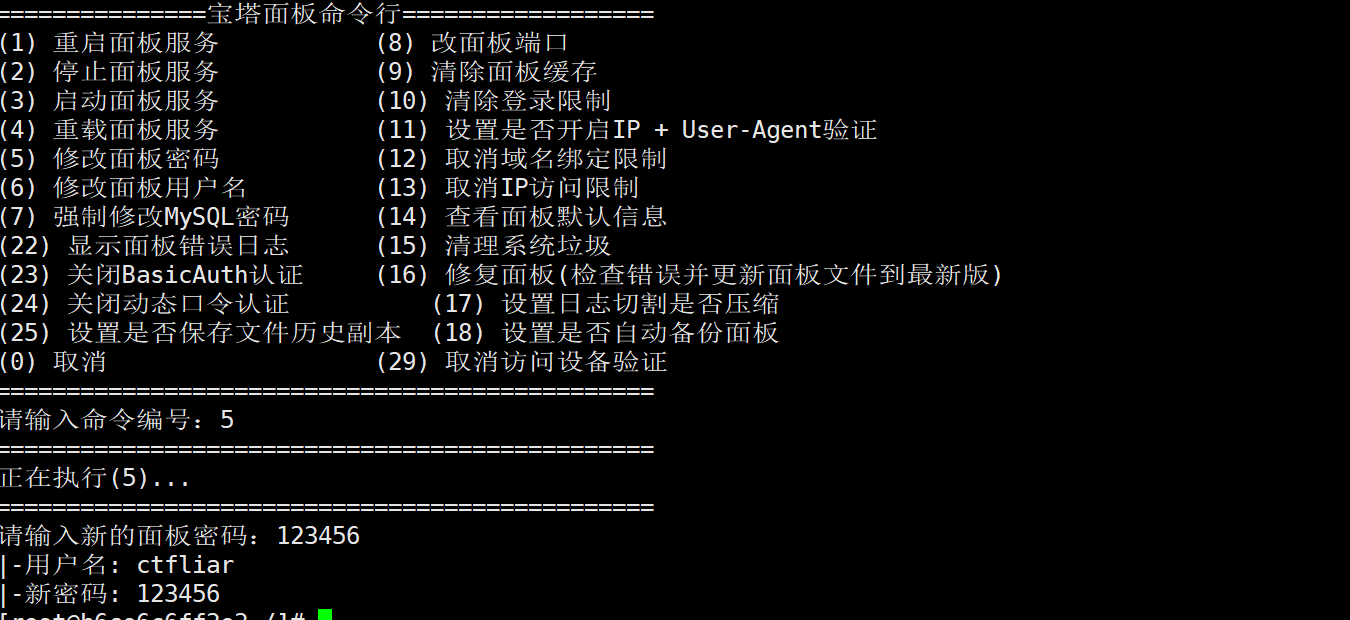 ===============宝塔面板命令行==================
(1) 重启面板服务 (8) 改面板端口
(2) 停止面板服务 (9) 清除面板缓存
(3) 启动面板服务 (10) 清除登录限制
(4) 重载面板服务 (11) 设置是否开启IP + User-Agent验证
(5) 修改面板密码 (12) 取消域名绑定限制
(6) 修改面板用户名 (13) 取消IP访问限制
(7) 强制修改MySQL密码 (14) 查看面板默认信息
(22) 显示面板错误日志 (15) 清理系统垃圾
(23) 关闭BasicAuth认证 (16) 修复面板(检查错误并更新面板文件到最新版)
(24) 关闭动态口令认证 (17) 设置日志切割是否压缩
(25) 设置是否保存文件历史副本 (18) 设置是否自动备份面板
(0) 取消 (29) 取消访问设备验证
===============================================
请输入命令编号：5
===============================================
正在执行(5)...
===============================================
请输入新的面板密码：123456
|-用户名: ctfliar
|-新密码: 123456